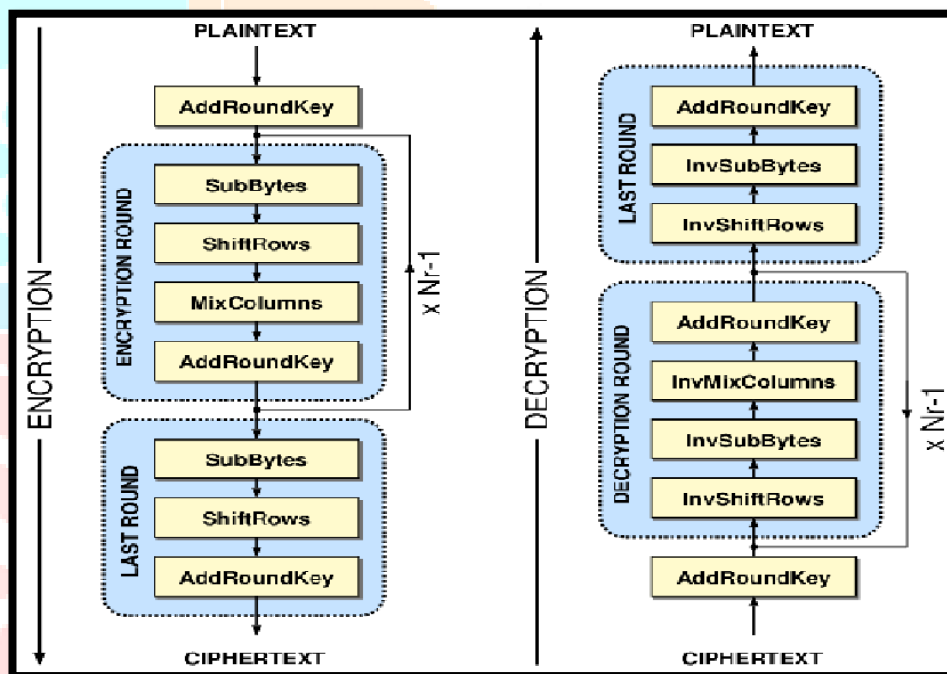 PLAINTEXT
AddRoundKey
ENCRYPTION ROUND
SubBytes
ShiftRows
MixColumns
AddRoundKey
x Nr-1
ENCRYPTION
LAST ROUND
SubBytes
ShiftRows
AddRoundKey
CIPHERTEXT
PLAINTEXT
LAST ROUND
AddRoundKey
InvSubBytes
InvShiftRows
DECRYPTION
DECRYPTION ROUND
AddRoundKey
InvMixColumns
InvSubBytes
InvShiftRows
x Nr-1
AddRoundKey
CIPHERTEXT